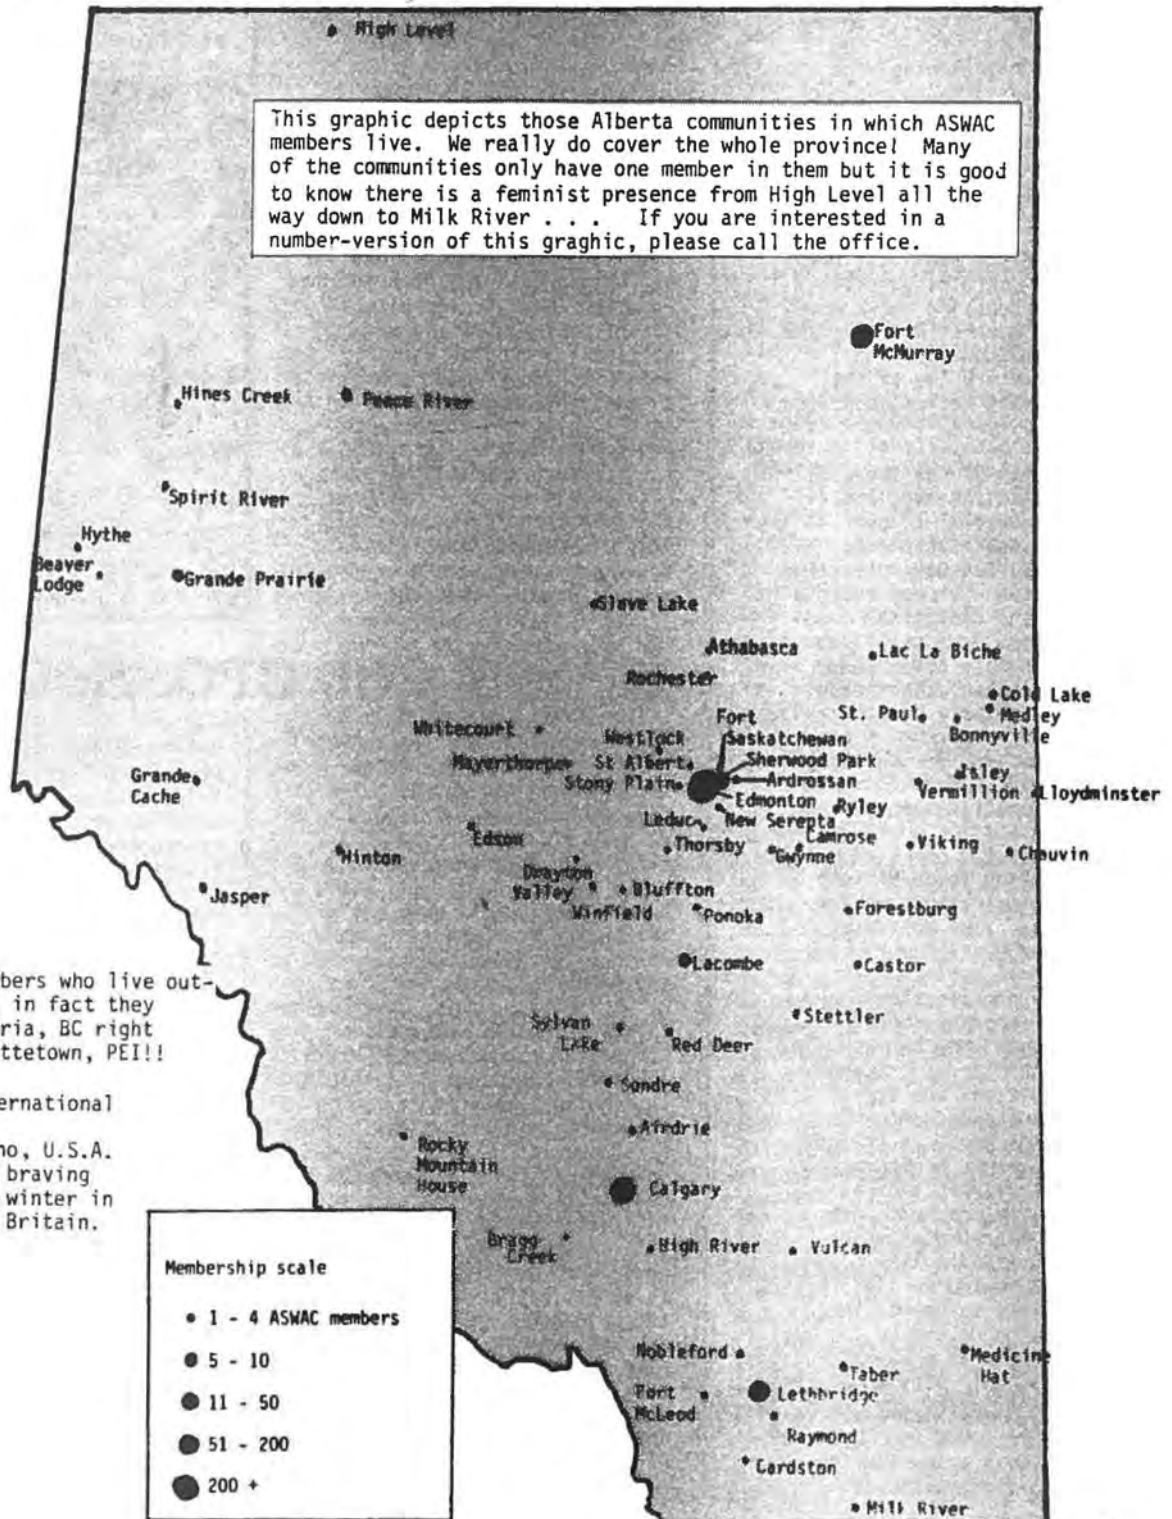 High Level
This graphic depicts those Alberta communities in which ASWAC
members live. We really do cover the whole province! Many
of the communities only have one member in them but it is good
to know there is a feminist presence from High Level all the
way down to Milk River . . . If you are interested in a
number-version of this graghic, please call the office.
Fort
McMurray
Hines Creek
Peace River
Spirit River
Hythe
Beaver
Lodge
Grande Prairie
Slave Lake
Athabasca
Lac La Biche
Rochester
Cold Lake
Medley
St. Paul
Bonnyville
Whitecourt
Westlock
Fort
Saskatchewan
Mayerthorpe
St Albert
Sherwood Park
Stony Plain
Ardrossan
Isley
Vermillion
Lloydminster
Grande
Cache
Edmonton
Ryley
Leduc
New Serepta
Camrose
Edson
Thorsby
Gwynne
Viking
Chauvin
Hinton
Drayton
Valley
Bluffton
Jasper
Winfield
Ponoka
Forestburg
Lacombe
Castor
bers who live out-
in fact they
ria, BC right
ttetown, PEI!!
ernational
no, U.S.A.
braving
winter in
Britain.
Stettler
Sylvan
Lake
Red Deer
Sundre
Airdrie
Rocky
Mountain
House
Calgary
Bragg
Creek
High River
Vulcan
Membership scale
1 - 4 ASWAC members
5 - 10
11 - 50
51 - 200
200 +
Nobleford
Medicine
Hat
Taber
Fort
McLeod
Lethbridge
Raymond
Cardston
Milk River